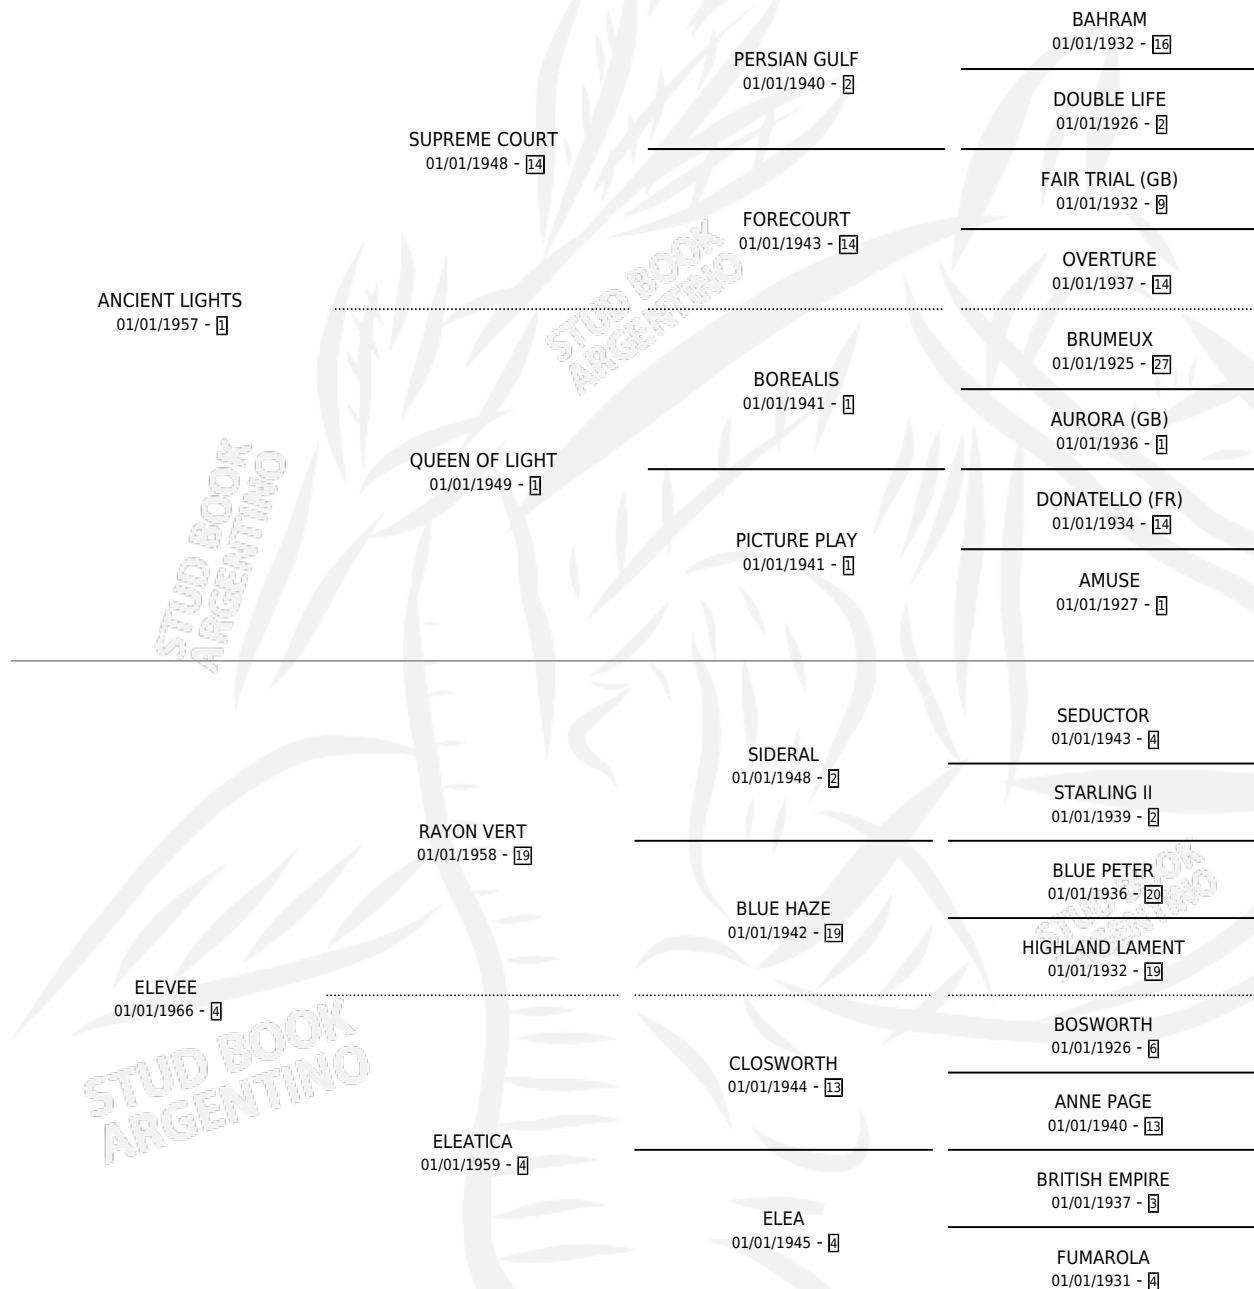 BAHRAM
01/01/1932 - 16
PERSIAN GULF
01/01/1940 - 2
DOUBLE LIFE
01/01/1926 - 2
SUPREME COURT
01/01/1948 - 14
FAIR TRIAL (GB)
01/01/1932 - 9
FORECOURT
01/01/1943 - 14
OVERTURE
01/01/1937 - 14
ANCIENT LIGHTS
01/01/1957 - 1
STUD BOOK
ARGENTINO
BRUMEUX
01/01/1925 - 27
BOREALIS
01/01/1941 - 1
AURORA (GB)
01/01/1936 - 1
QUEEN OF LIGHT
01/01/1949 - 1
DONATELLO (FR)
01/01/1934 - 14
PICTURE PLAY
01/01/1941 - 1
AMUSE
01/01/1927 - 1
STUD BOOK
ARGENTINO
SEDUCTOR
01/01/1943 - 4
SIDERAL
01/01/1948 - 2
STARLING II
01/01/1939 - 2
RAYON VERT
01/01/1958 - 19
BLUE PETER
01/01/1936 - 20
BLUE HAZE
01/01/1942 - 19
STUD BOOK
ARGENTINO
HIGHLAND LAMENT
01/01/1932 - 19
ELEVEE
01/01/1966 - 4
STUD BOOK
ARGENTINO
BOSWORTH
01/01/1926 - 6
CLOSWORTH
01/01/1944 - 13
ANNE PAGE
01/01/1940 - 13
ELEATICA
01/01/1959 - 4
BRITISH EMPIRE
01/01/1937 - 3
ELEA
01/01/1945 - 4
FUMAROLA
01/01/1931 - 4